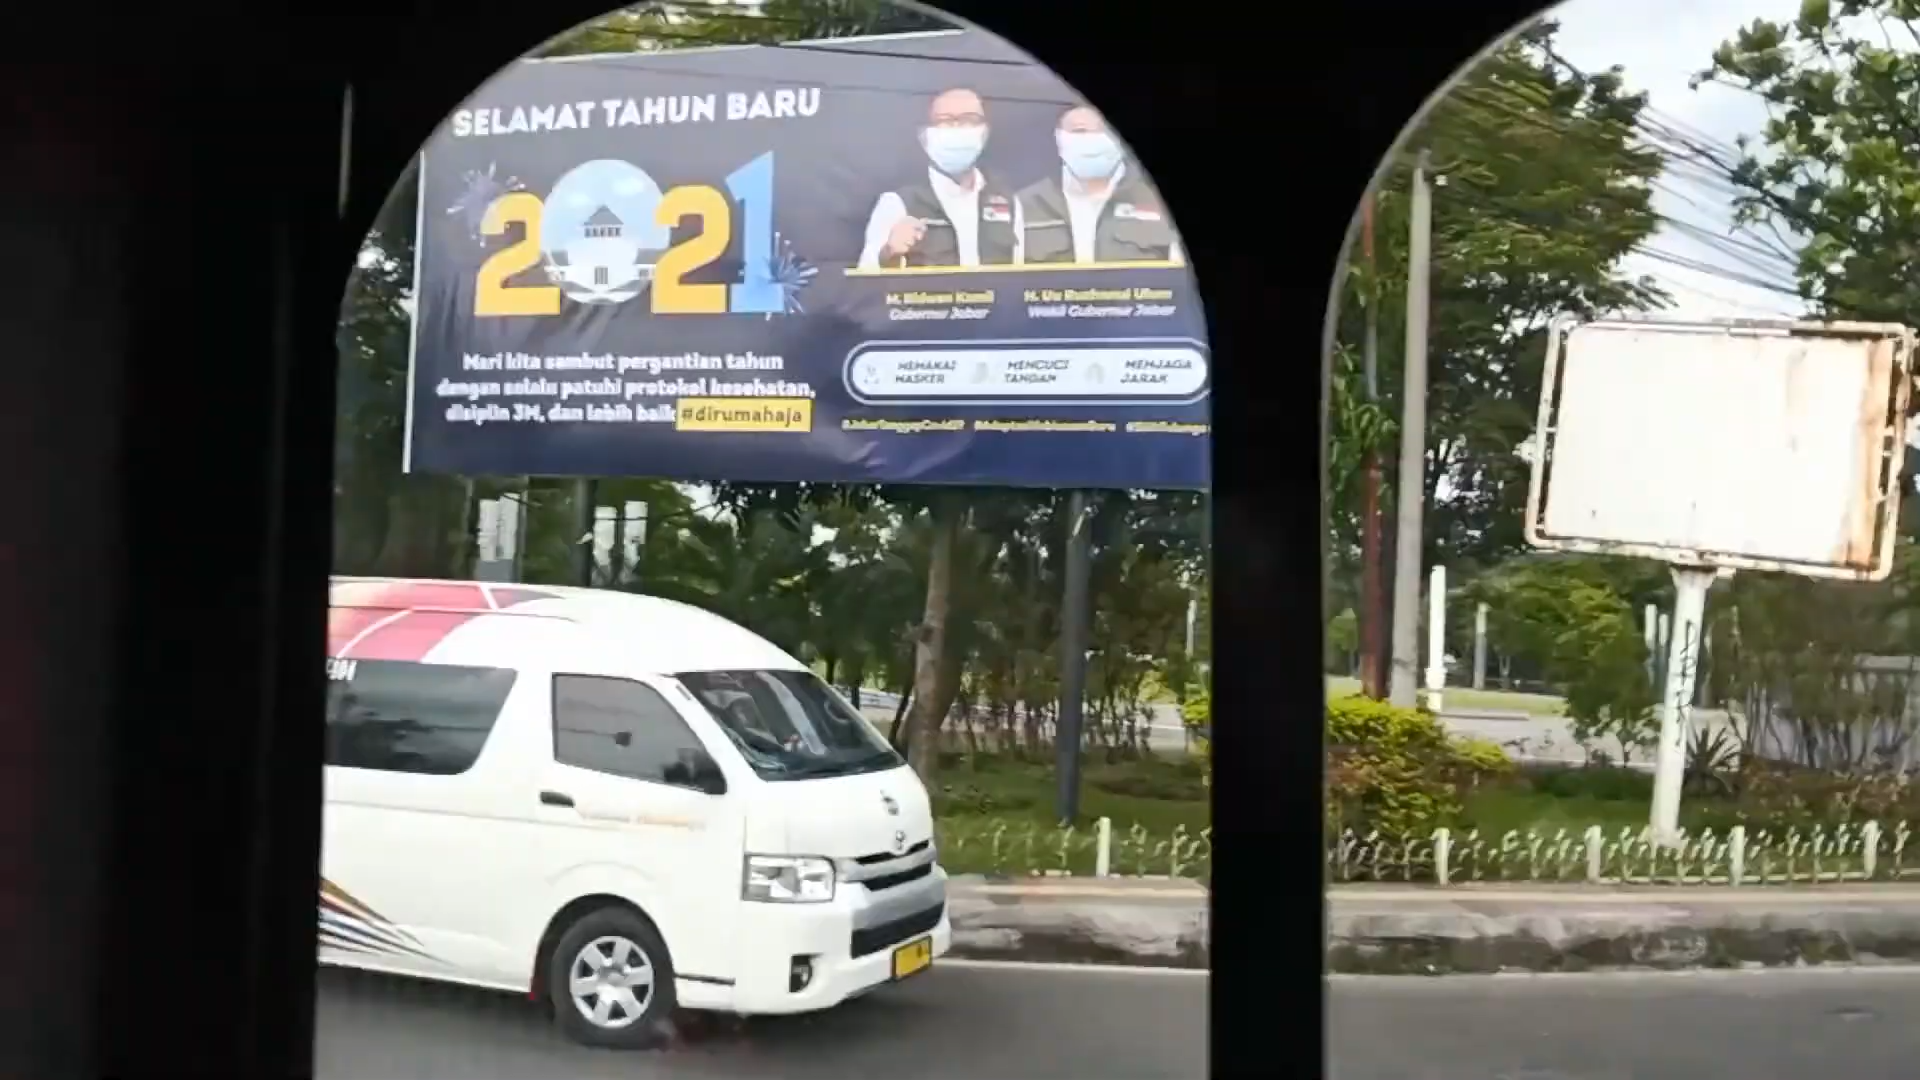 SELAMAT TAHUN BARU
2021
M. Ridwan Kamil
Gubernur Jabar
H. Uu Ruzhanul Ulum
Wakil Gubernur Jabar
Mari kita sambut pergantian tahun
dengan selalu patuhi protokol kesehatan,
disiplin 3M, dan lebih baik #dirumahaja
MEMAKAI
MASKER
MENCUCI
TANGAN
MENJAGA
JARAK